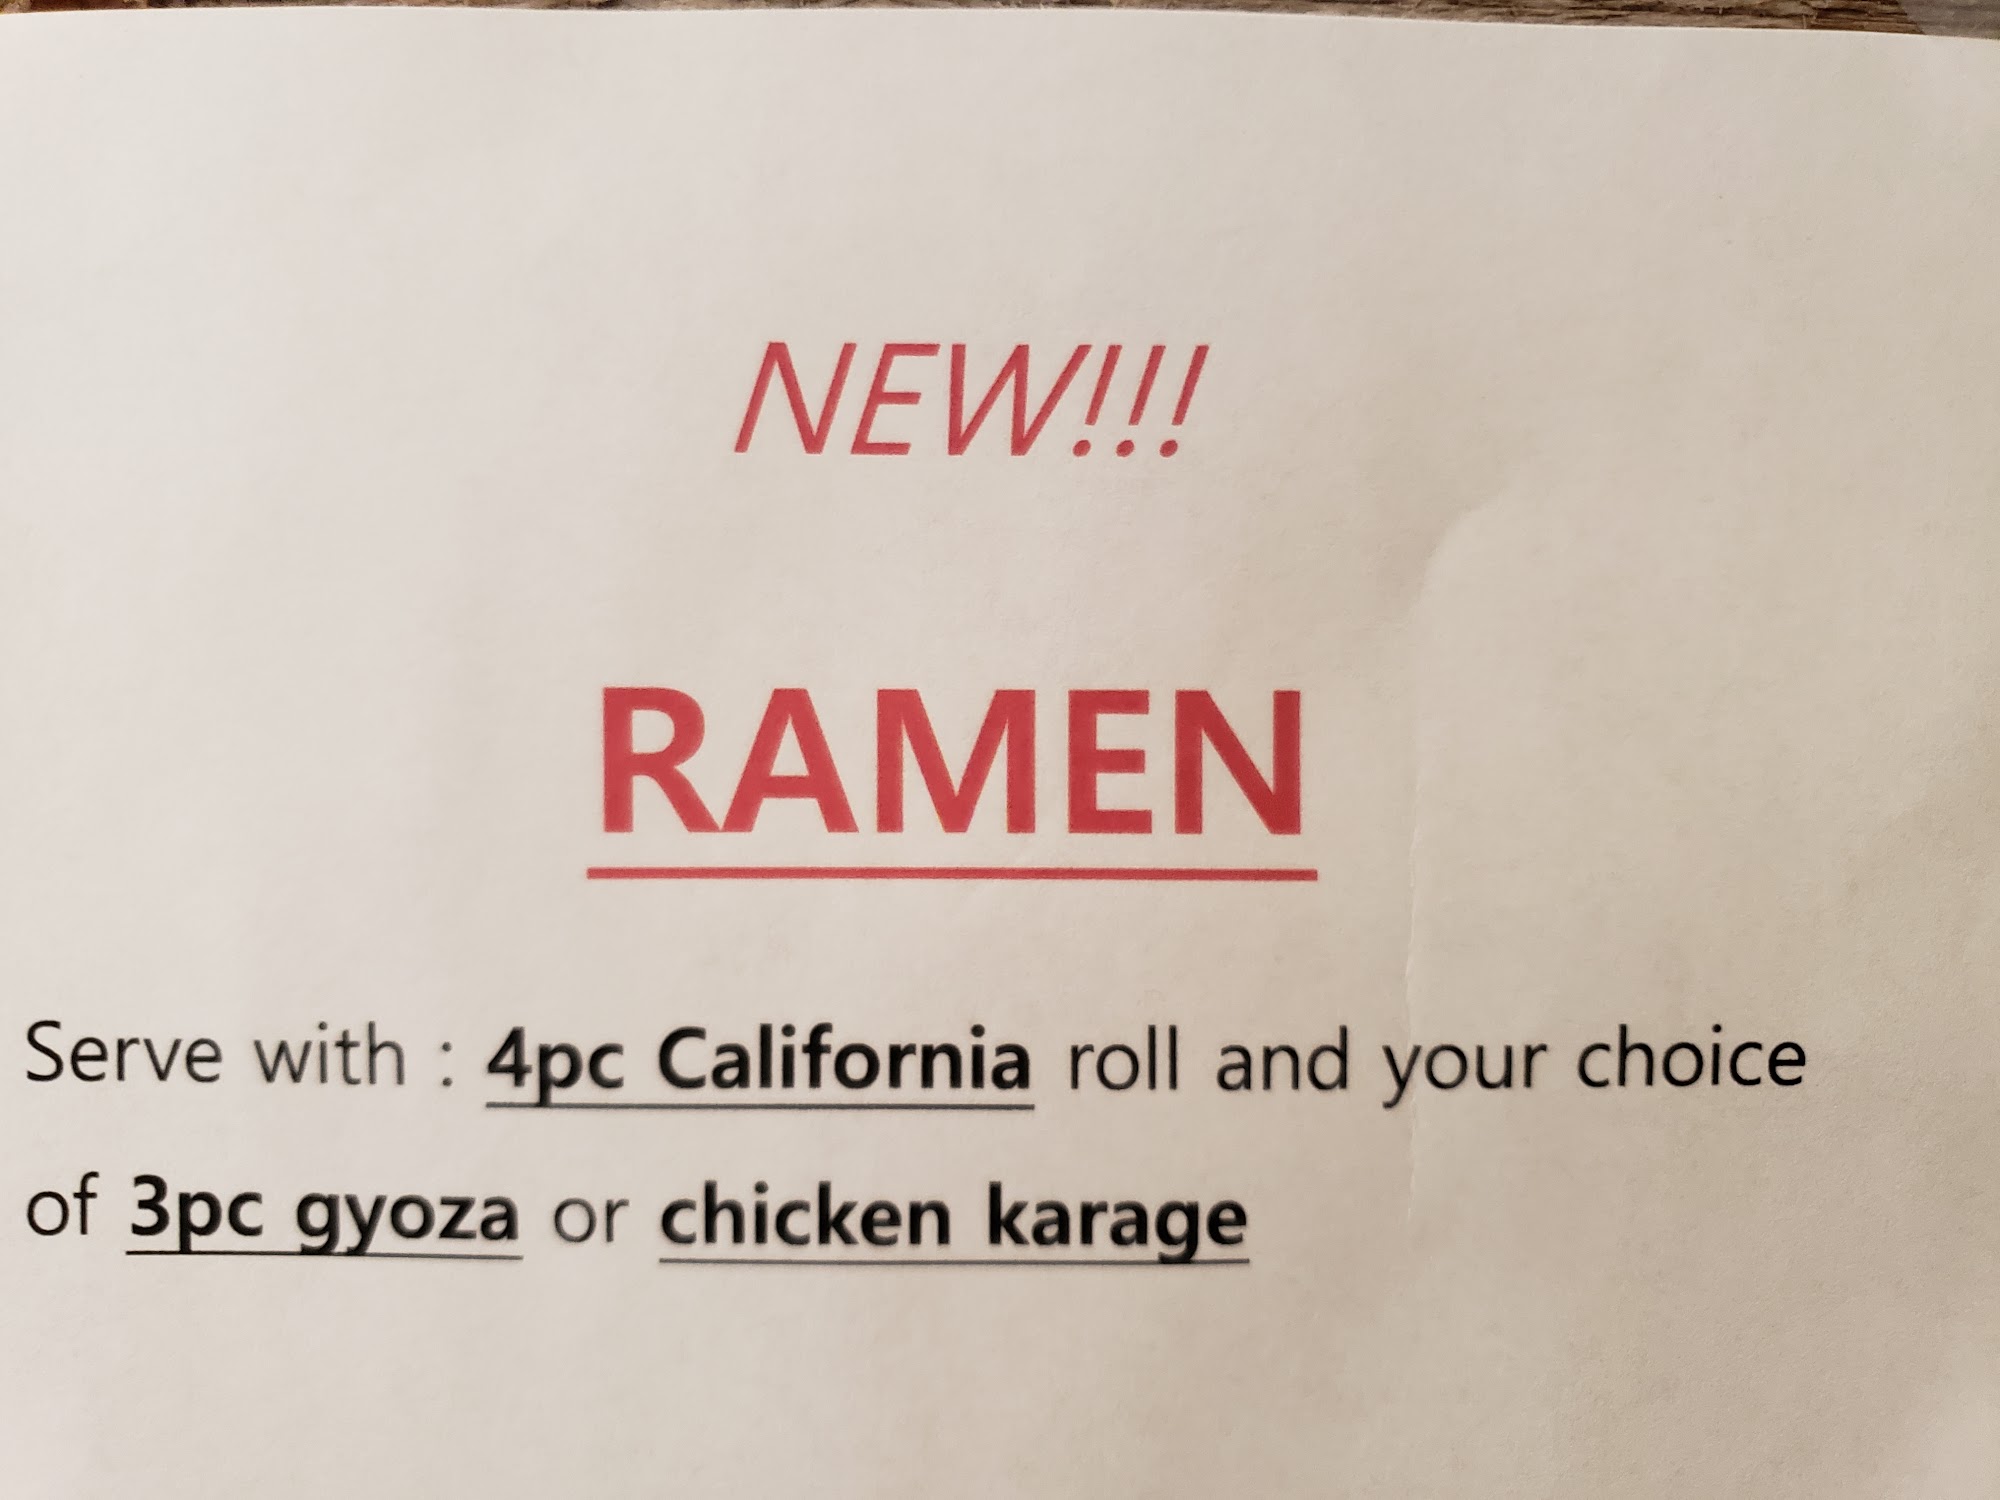 NEW!!!
RAMEN
Serve with : 4pc California roll and your choice
of 3pc gyoza or chicken karage